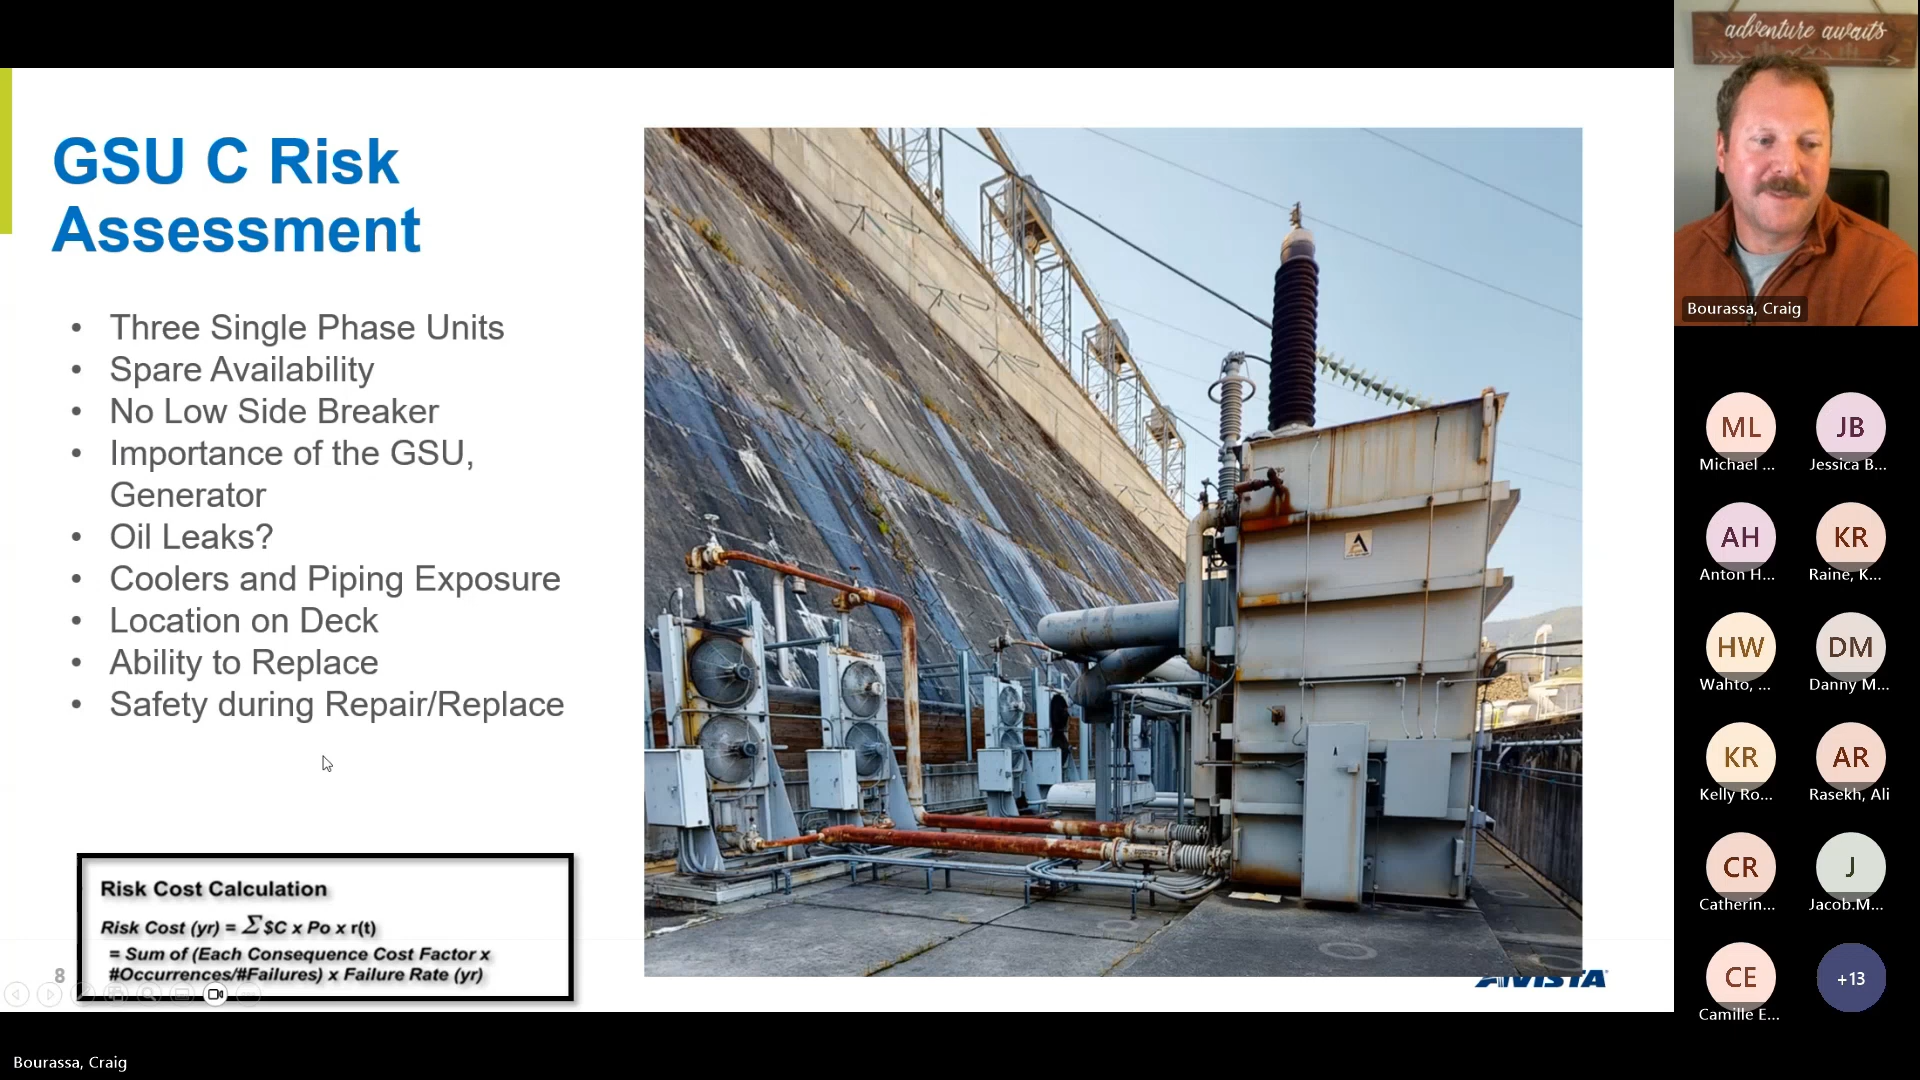 GSU C Risk
Assessment
• Three Single Phase Units
• Spare Availability
• No Low Side Breaker
• Importance of the GSU,
Generator
• Oil Leaks?
• Coolers and Piping Exposure
• Location on Deck
• Ability to Replace
• Safety during Repair/Replace
Risk Cost Calculation
Risk Cost (yr) = Σ $C x Po x r(t)
= Sum of (Each Consequence Cost Factor x
#Occurrences/#Failures) x Failure Rate (yr)
8
AVISTA
adventure awaits
Bourassa, Craig
ML
JB
Michael ...
Jessica B...
AH
KR
Anton H...
Raine, K...
HW
DM
Wahto, ...
Danny M...
KR
AR
Kelly Ro...
Rasekh, Ali
CR
J
Catherin...
Jacob.M...
CE
+13
Camille E...
Bourassa, Craig